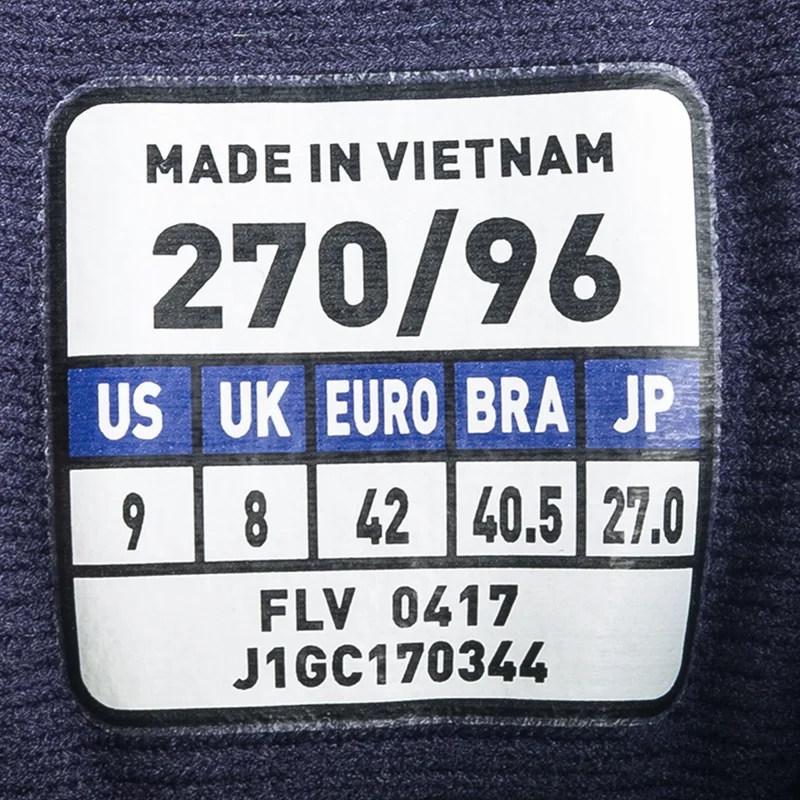 MADE IN VIETNAM
270/96
US UK EURO BRA JP
9 8 42 40.5 27.0
FLV 0417
J1GC170344